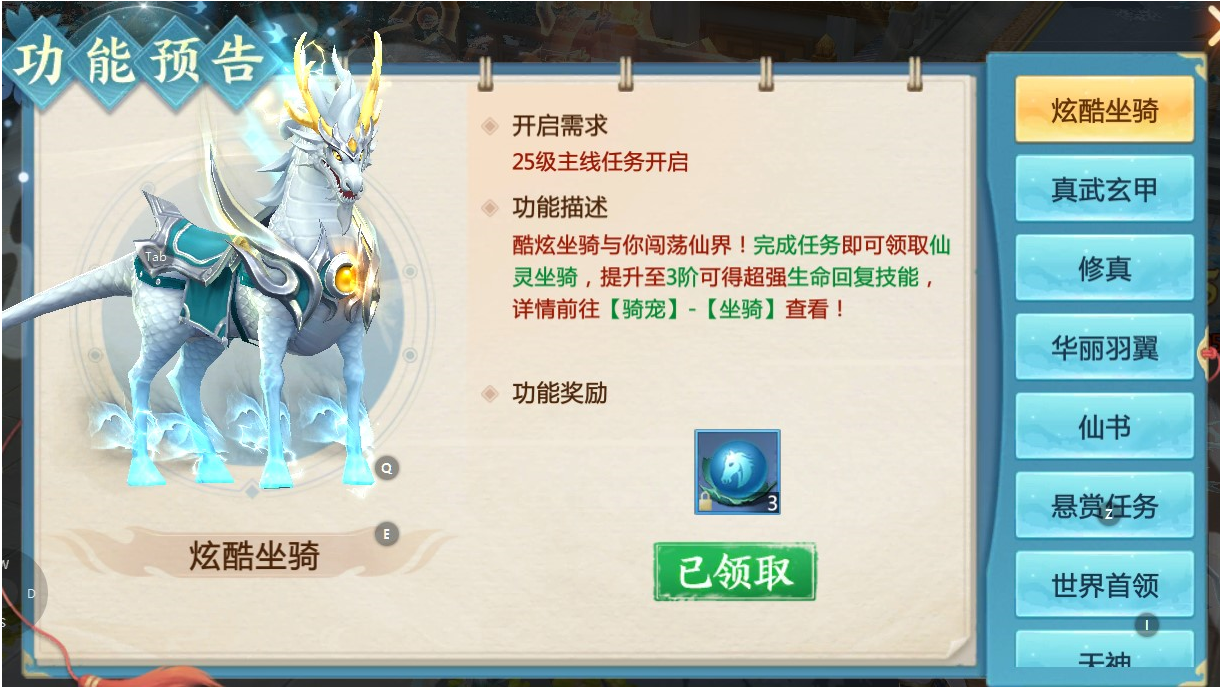 功能预告
开启需求
25级主线任务开启
功能描述
酷炫坐骑与你闯荡仙界！完成任务即可领取仙
灵坐骑，提升至3阶可得超强生命回复技能，
详情前往【骑宠】-【坐骑】查看！
功能奖励
3
已领取
炫酷坐骑
Tab
Q
E
W
D
S
炫酷坐骑
真武玄甲
修真
华丽羽翼
仙书
悬赏任务
Z
世界首领
I
天神